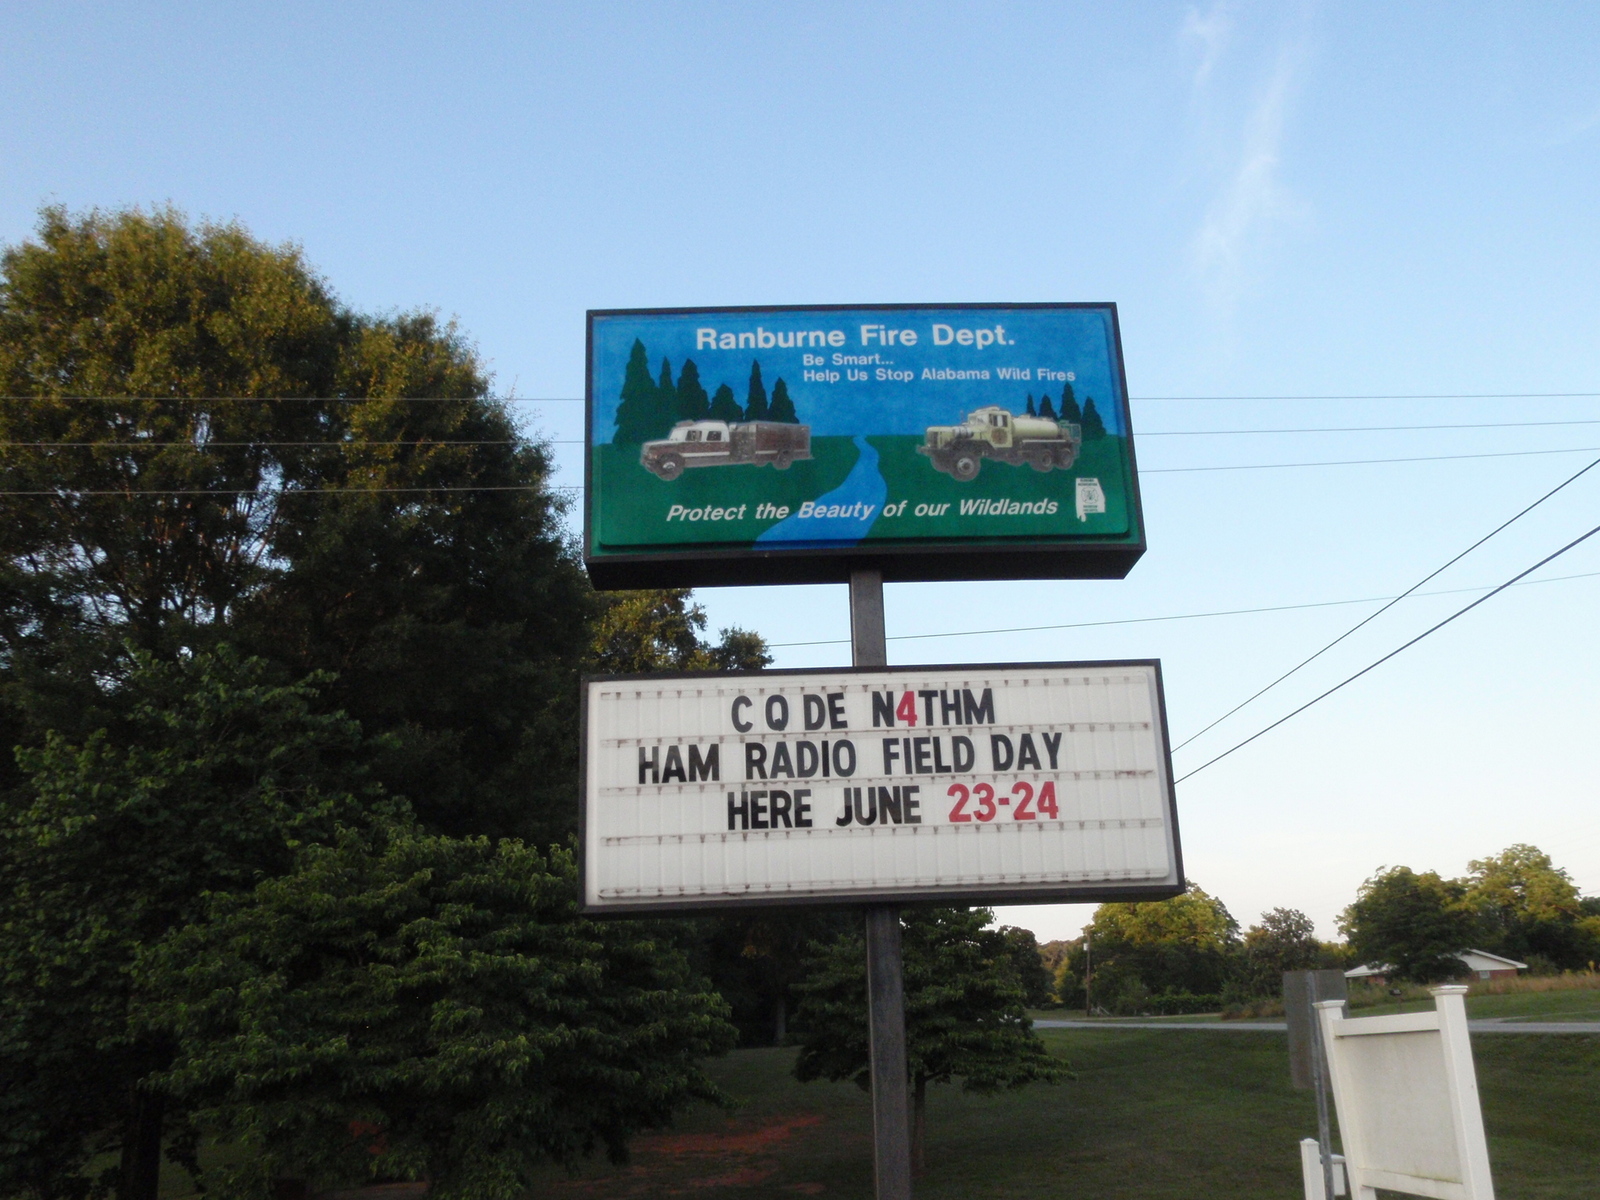 Ranburne Fire Dept.
Be Smart...
Help Us Stop Alabama Wild Fires
Protect the Beauty of our Wildlands
C Q DE N4THM
HAM RADIO FIELD DAY
HERE JUNE 23-24